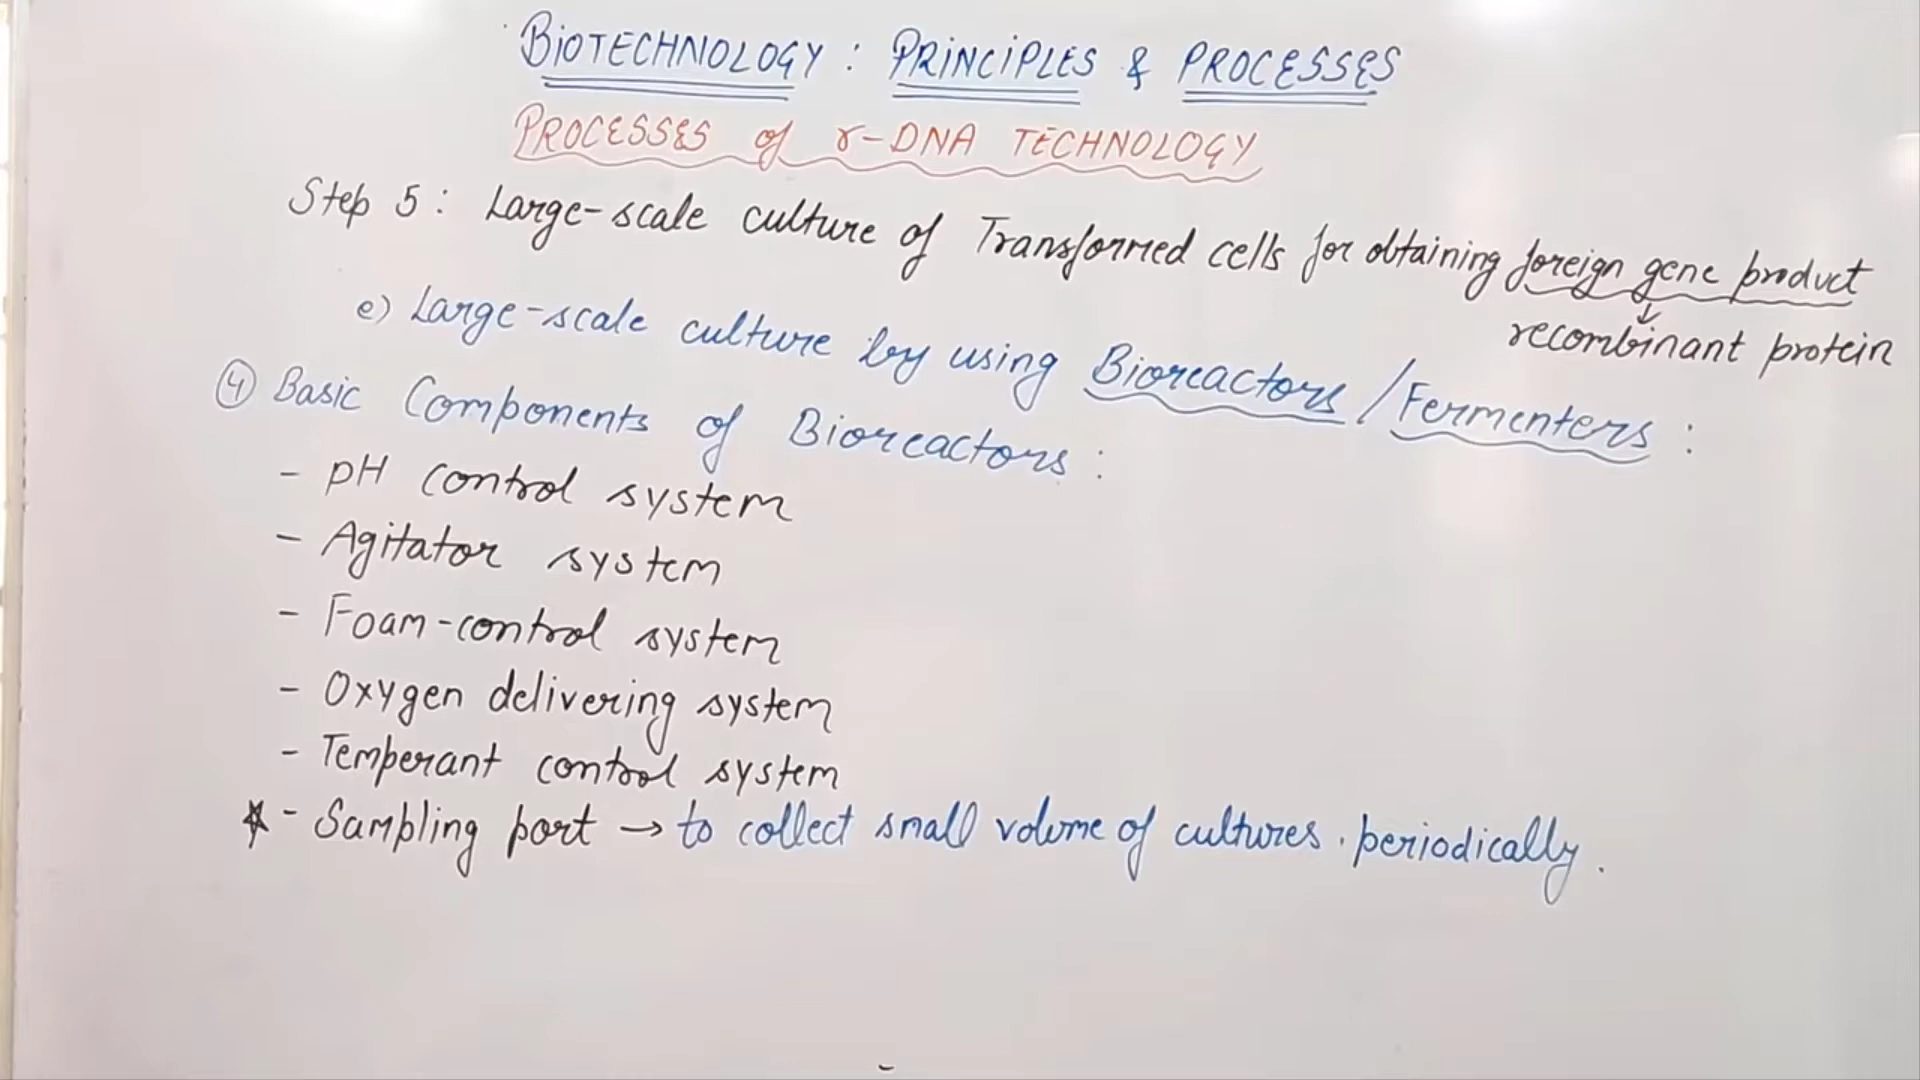 BIOTECHNOLOGY : PRINCIPLES & PROCESSES
PROCESSES of r-DNA TECHNOLOGY
Step 5: Large-scale culture of Transformed cells for obtaining foreign gene product
↓
recombinant protein
e) Large-scale culture by using Bioreactors / Fermenters :
④ Basic Components of Bioreactors :
- pH control system
- Agitator system
- Foam-control system
- Oxygen delivering system
- Temperant control system
★ - Sampling port → to collect small volume of cultures . periodically .